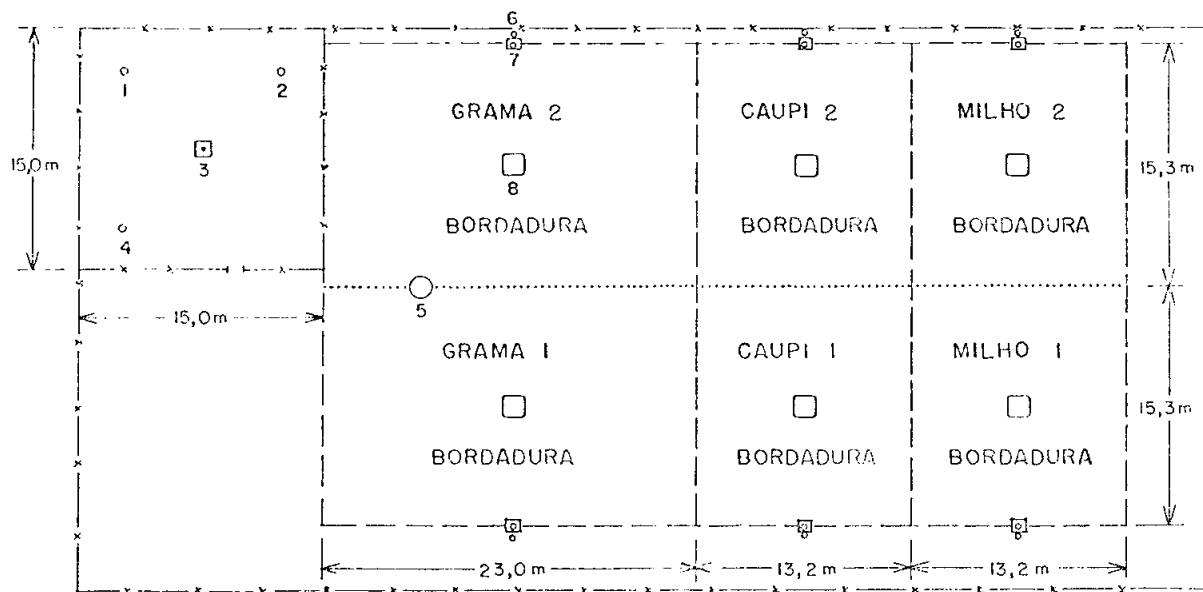 6
7
1
2
GRAMA 2
CAUPI 2
MILHO 2
15,0 m
3
8
15,3 m
4
BORDADURA
BORDADURA
BORDADURA
5
15,0 m
GRAMA 1
CAUPI 1
MILHO 1
15,3 m
BORDADURA
BORDADURA
BORDADURA
23,0 m
13,2 m
13,2 m